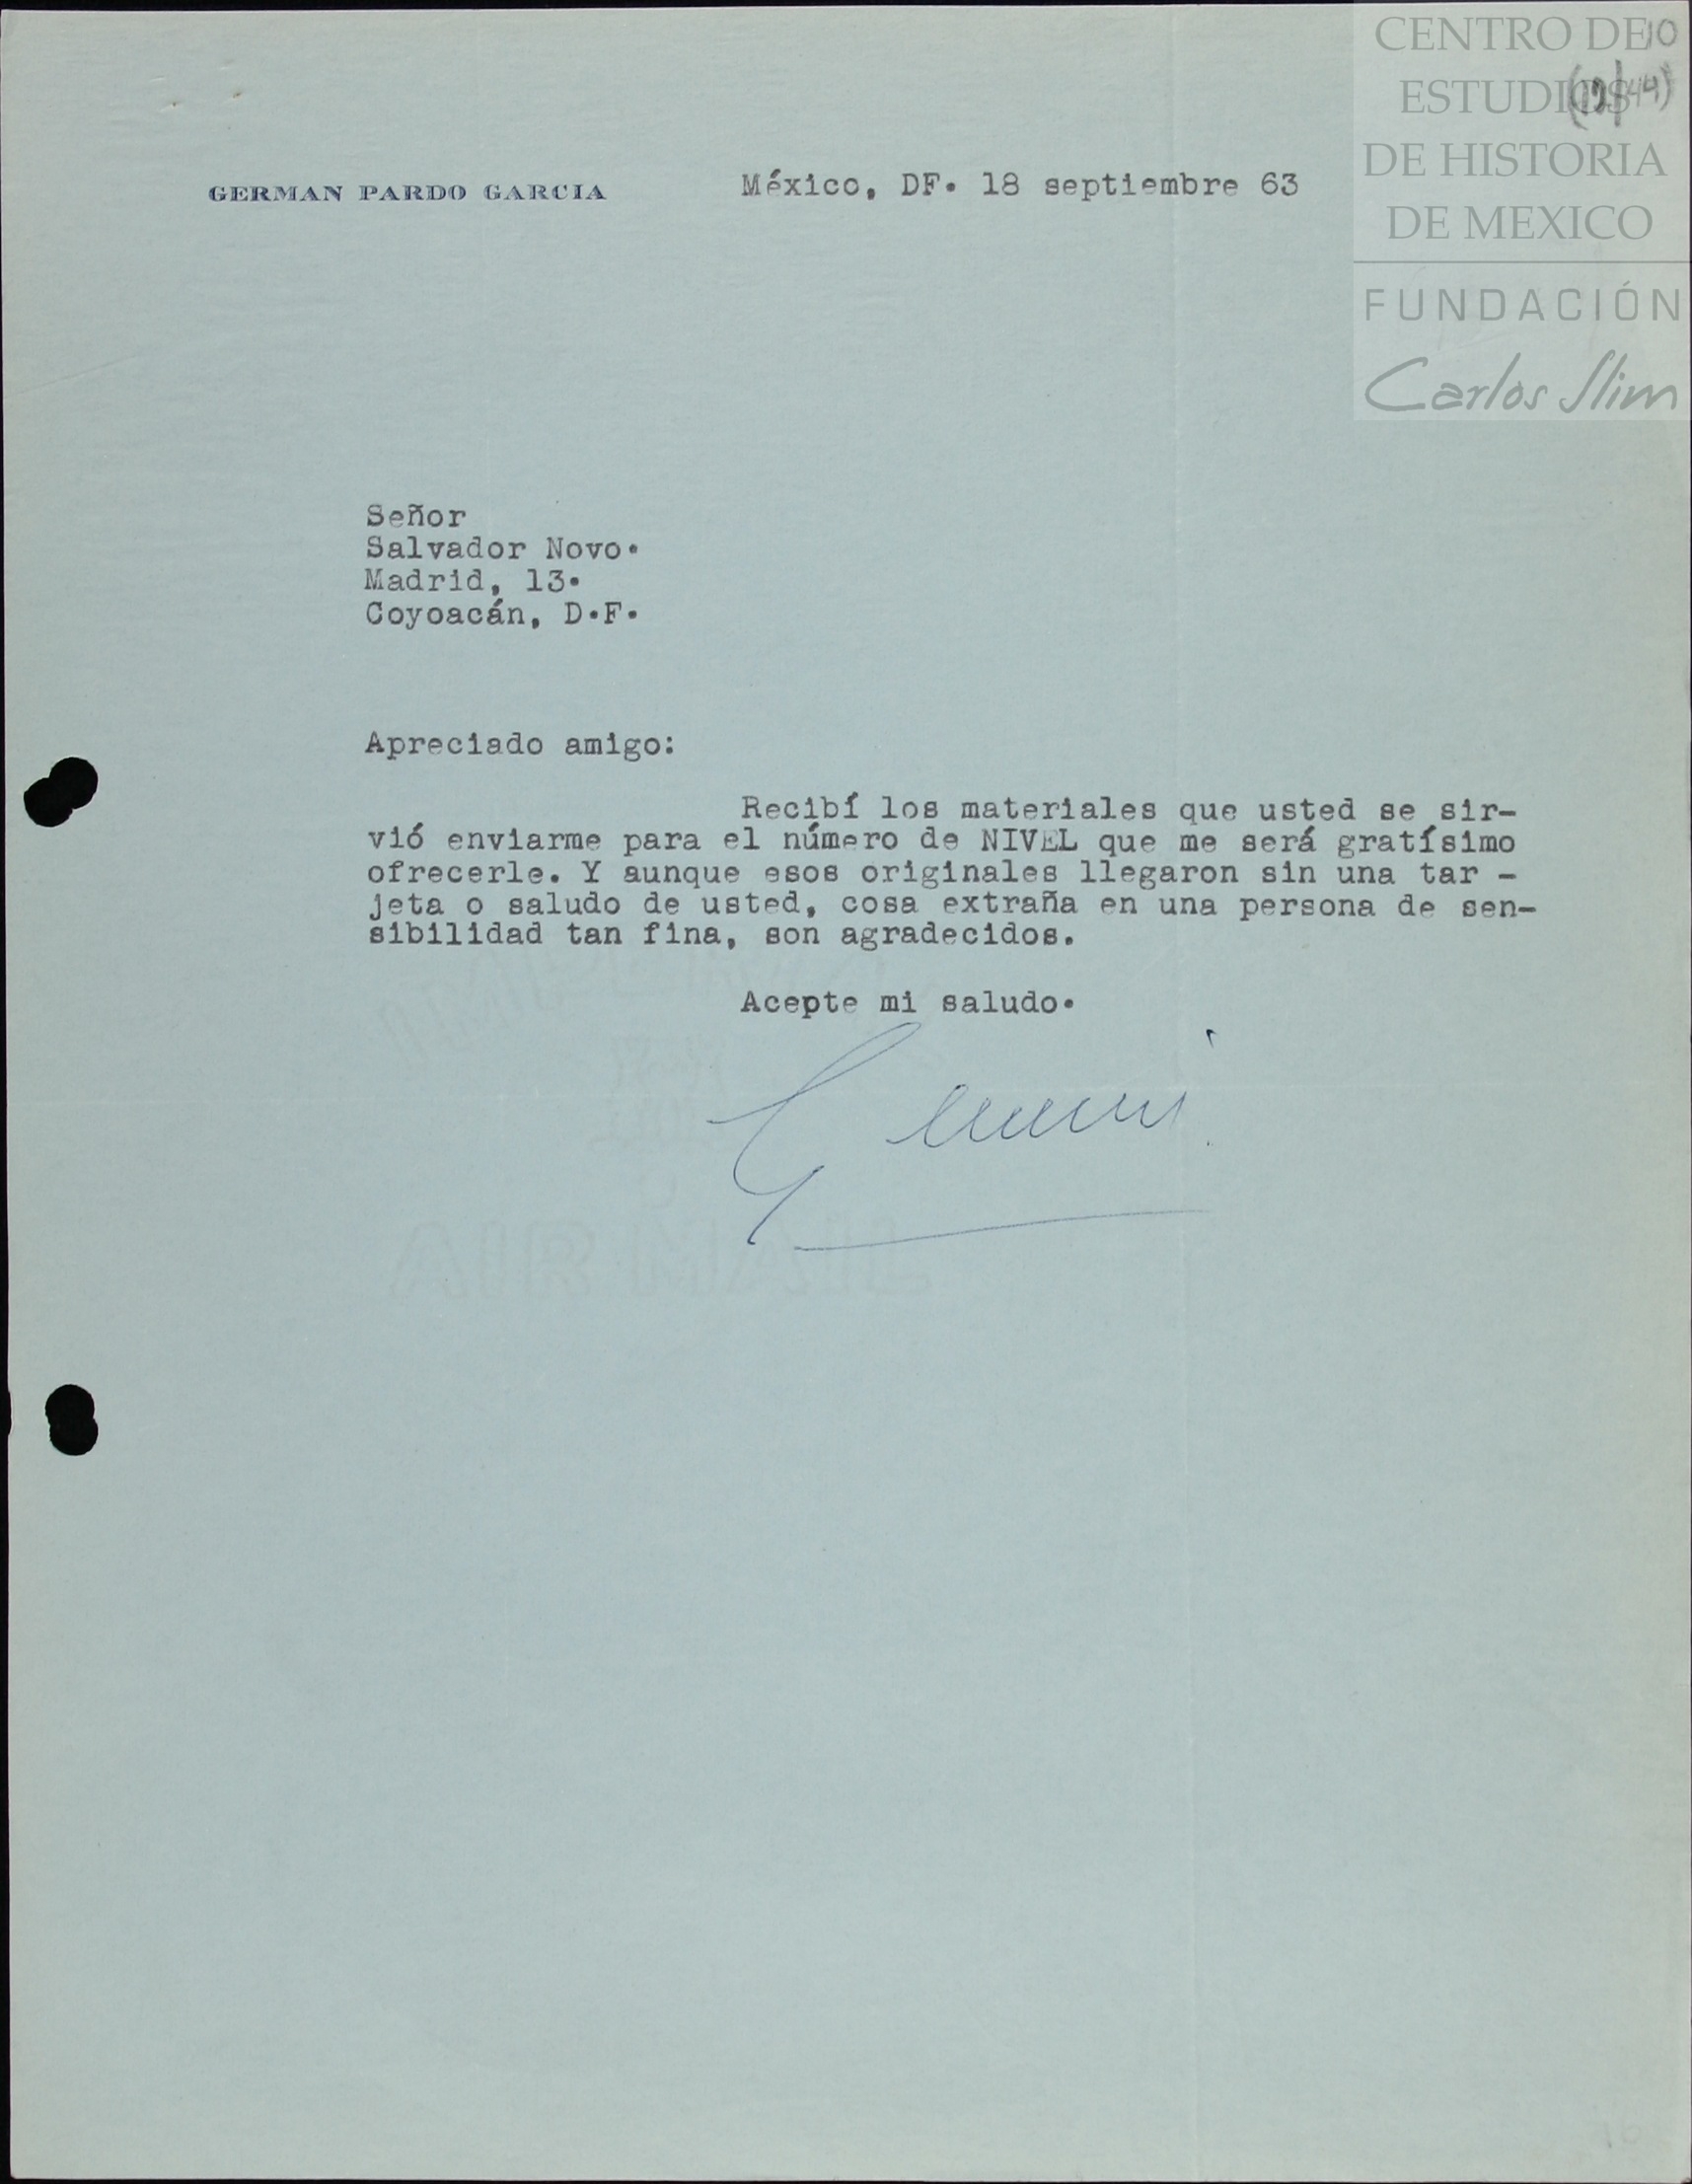 CENTRO DE
ESTUDIOS
DE HISTORIA
DE MEXICO
FUNDACIÓN
Carlos Slim
10
GERMAN PARDO GARCIA
México, DF. 18 septiembre 63
Señor
Salvador Novo.
Madrid, 13.
Coyoacán, D.F.
Apreciado amigo:
Recibí los materiales que usted se sir-
vió enviarme para el número de NIVEL que me será gratísimo
ofrecerle. Y aunque esos originales llegaron sin una tar -
jeta o saludo de usted, cosa extraña en una persona de sen-
sibilidad tan fina, son agradecidos.
Acepte mi saludo.
AIR MAIL